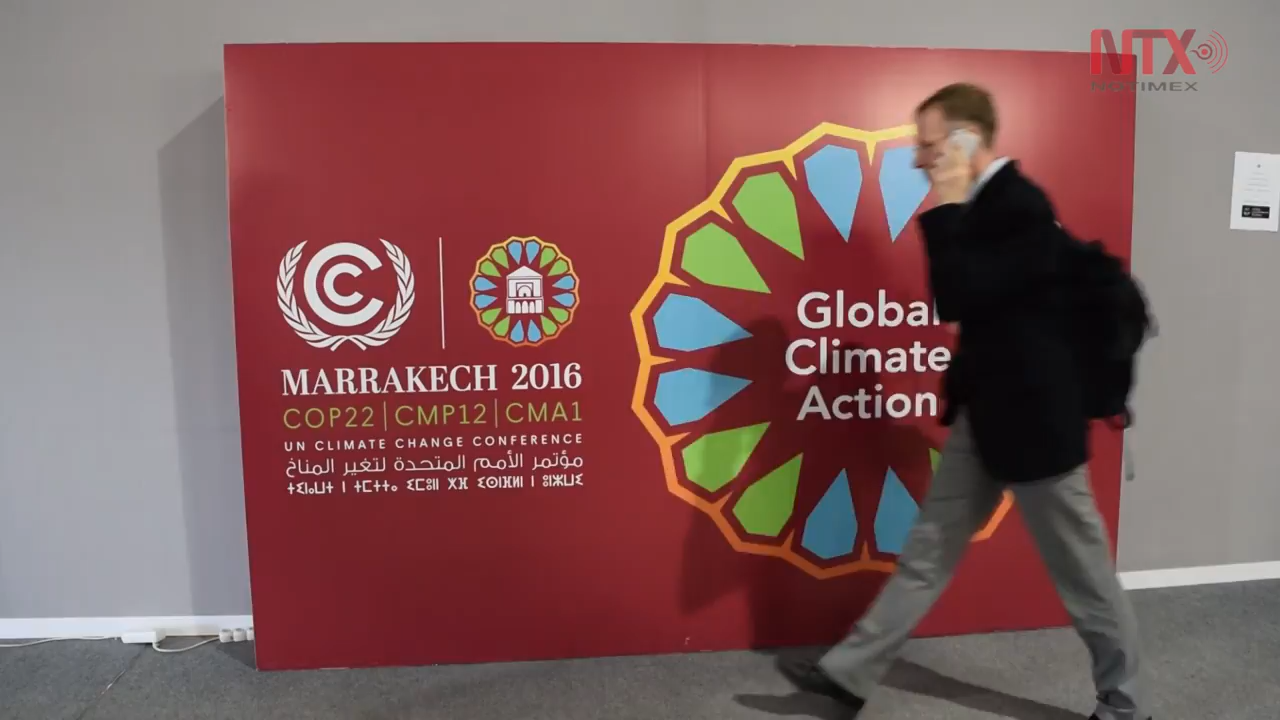 NTX
NOTIMEX
MARRAKECH 2016
COP22 | CMP12 | CMA1
UN CLIMATE CHANGE CONFERENCE
مؤتمر الأمم المتحدة لتغير المناخ
Global
Climate
Action